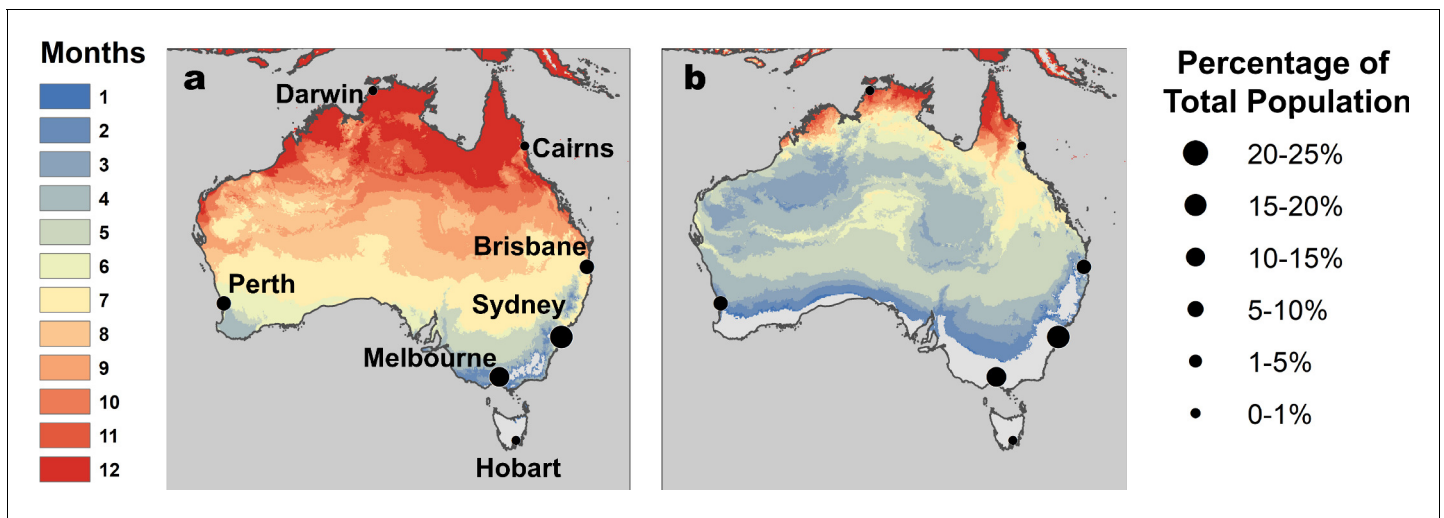 Months
1
2
3
4
5
6
7
8
9
10
11
12
a
Darwin
Cairns
Brisbane
Perth
Sydney
Melbourne
Hobart
b
Percentage of
Total Population
20-25%
15-20%
10-15%
5-10%
1-5%
0-1%